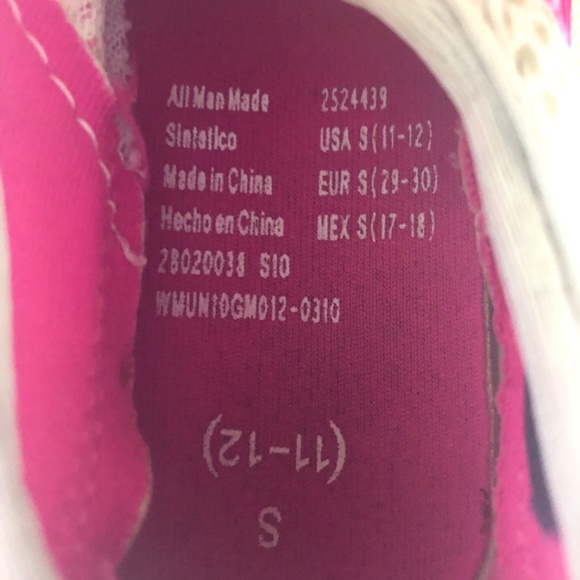 All Man Made 2524439
Sintatico USA S(11-12)
Made in China EUR S(29-30)
Hecho en China MEX S(17-18)
28020038 S10
WMUN10GM012-0310
(11-12)
S